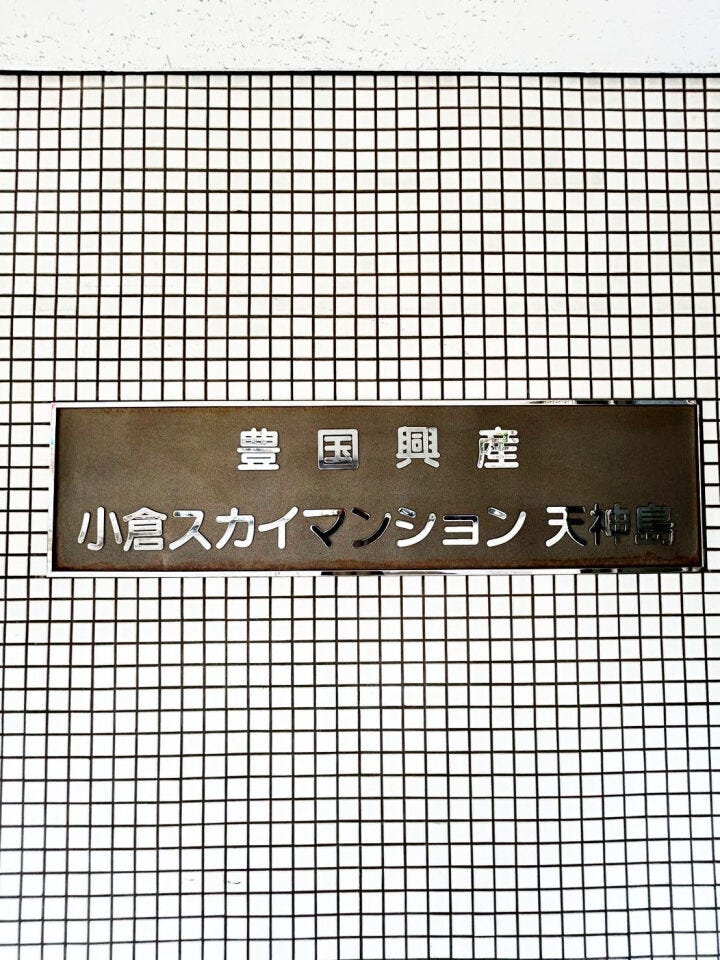 豊国興産
小倉スカイマンション 天神島